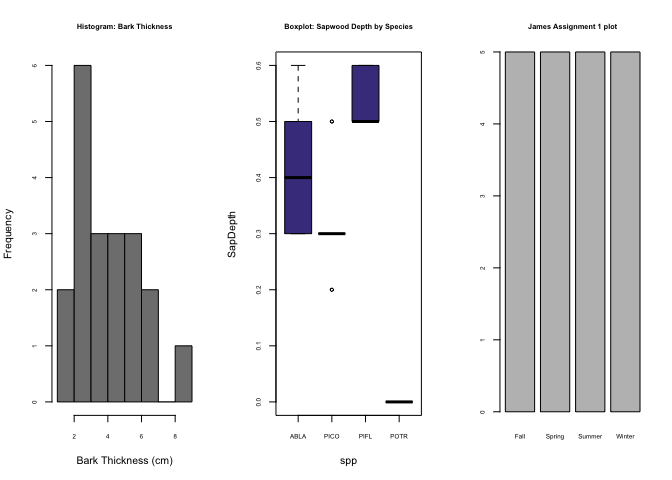 Histogram: Bark Thickness
Frequency
0
1
2
3
4
5
6
2
4
6
8
Bark Thickness (cm)
Boxplot: Sapwood Depth by Species
SapDepth
0.0
0.1
0.2
0.3
0.4
0.5
0.6
ABLA
PICO
PIFL
POTR
spp
James Assignment 1 plot
0
1
2
3
4
5
Fall
Spring
Summer
Winter